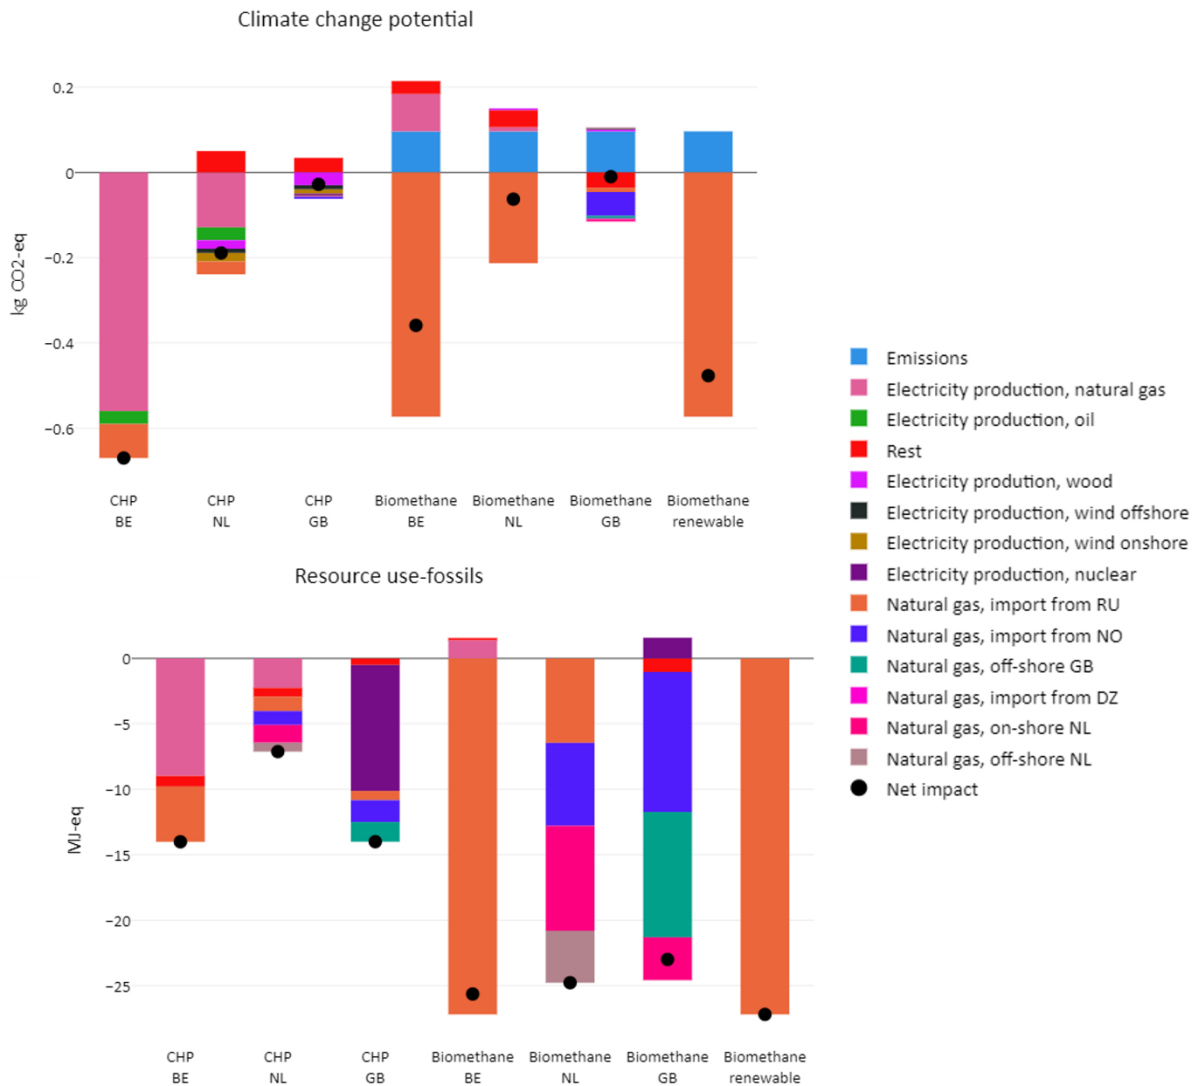 Climate change potential
0.2
0
−0.2
−0.4
−0.6
kg CO2-eq
CHP BE
CHP NL
CHP GB
Biomethane BE
Biomethane NL
Biomethane GB
Biomethane renewable
Emissions
Electricity production, natural gas
Electricity production, oil
Rest
Electricity prodution, wood
Electricity production, wind offshore
Electricity production, wind onshore
Electricity production, nuclear
Natural gas, import from RU
Natural gas, import from NO
Natural gas, off-shore GB
Natural gas, import from DZ
Natural gas, on-shore NL
Natural gas, off-shore NL
Net impact
Resource use-fossils
0
−5
−10
−15
−20
−25
MJ-eq
CHP BE
CHP NL
CHP GB
Biomethane BE
Biomethane NL
Biomethane GB
Biomethane renewable